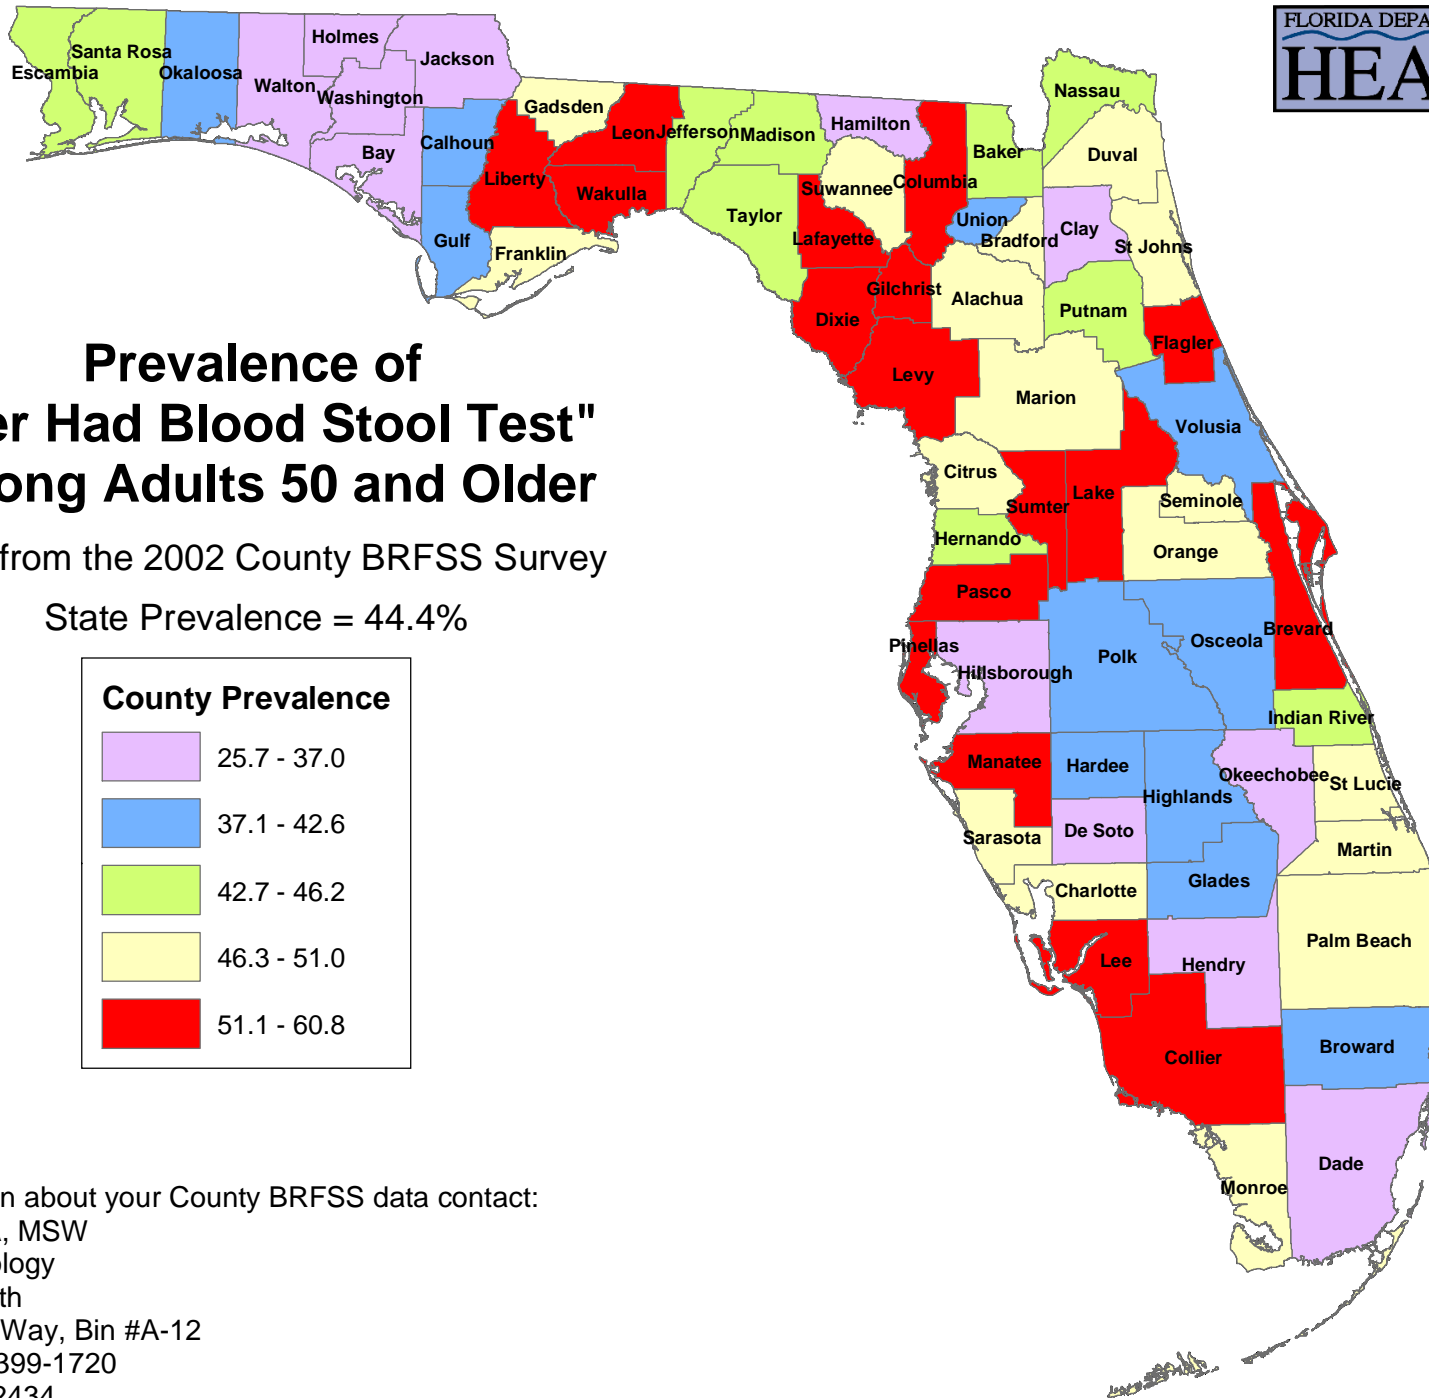 FLORIDA DEPA
HEA
Holmes
Santa Rosa
Jackson
Escambia
Okaloosa
Walton
Washington
Gadsden
Nassau
Leon
Jefferson
Madison
Hamilton
Calhoun
Bay
Baker
Duval
Liberty
Wakulla
Suwannee
Columbia
Taylor
Union
Clay
Gulf
Lafayette
Bradford
St Johns
Franklin
Gilchrist
Alachua
Putnam
Dixie
Flagler
Levy
Marion
Volusia
Citrus
Lake
Seminole
Sumter
Hernando
Orange
Pasco
Brevard
Pinellas
Polk
Osceola
Hillsborough
Indian River
Manatee
Hardee
Okeechobee
St Lucie
Highlands
De Soto
Sarasota
Martin
Charlotte
Glades
Palm Beach
Lee
Hendry
Collier
Broward
Dade
Monroe
Prevalence of
er Had Blood Stool Test"
ong Adults 50 and Older
from the 2002 County BRFSS Survey
State Prevalence = 44.4%
County Prevalence
25.7 - 37.0
37.1 - 42.6
42.7 - 46.2
46.3 - 51.0
51.1 - 60.8
n about your County BRFSS data contact:
, MSW
ology
th
Way, Bin #A-12
399-1720
2434